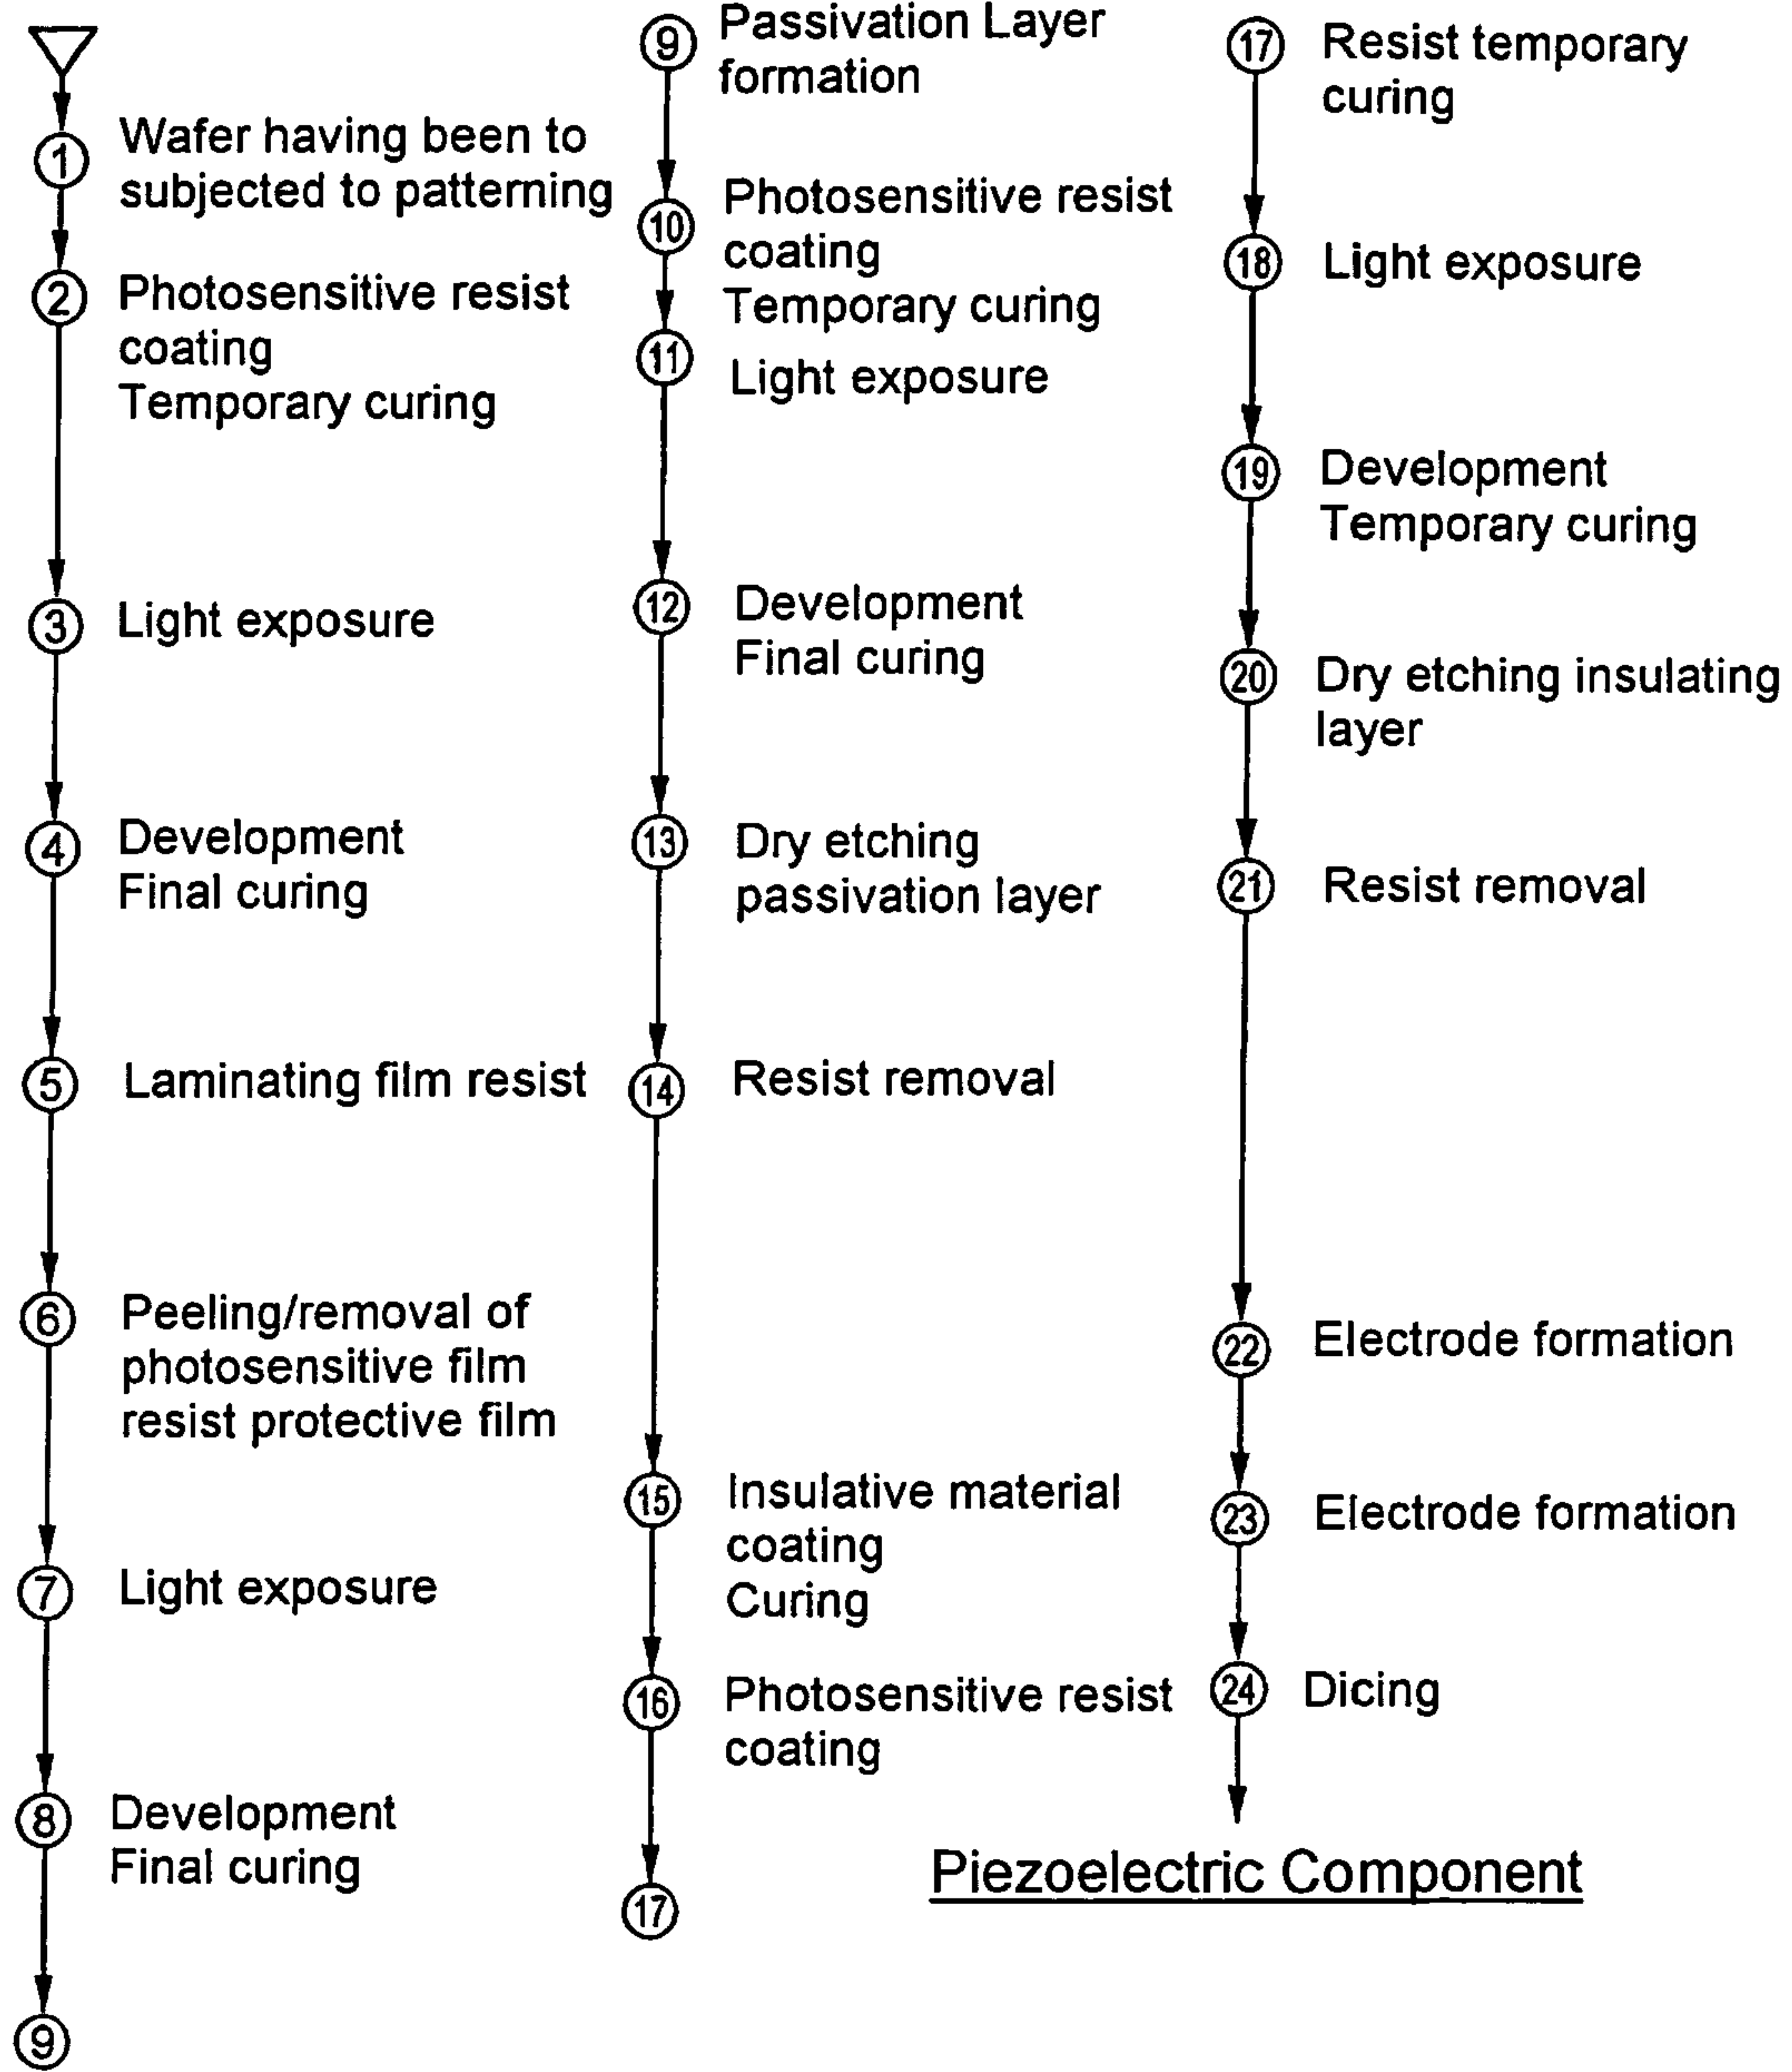 1 Wafer having been to
subjected to patterning
2 Photosensitive resist
coating
Temporary curing
3 Light exposure
4 Development
Final curing
5 Laminating film resist
6 Peeling/removal of
photosensitive film
resist protective film
7 Light exposure
8 Development
Final curing
9
9 Passivation Layer
formation
10 Photosensitive resist
coating
Temporary curing
11 Light exposure
12 Development
Final curing
13 Dry etching
passivation layer
14 Resist removal
15 Insulative material
coating
Curing
16 Photosensitive resist
coating
17
17 Resist temporary
curing
18 Light exposure
19 Development
Temporary curing
20 Dry etching insulating
layer
21 Resist removal
22 Electrode formation
23 Electrode formation
24 Dicing
Piezoelectric Component